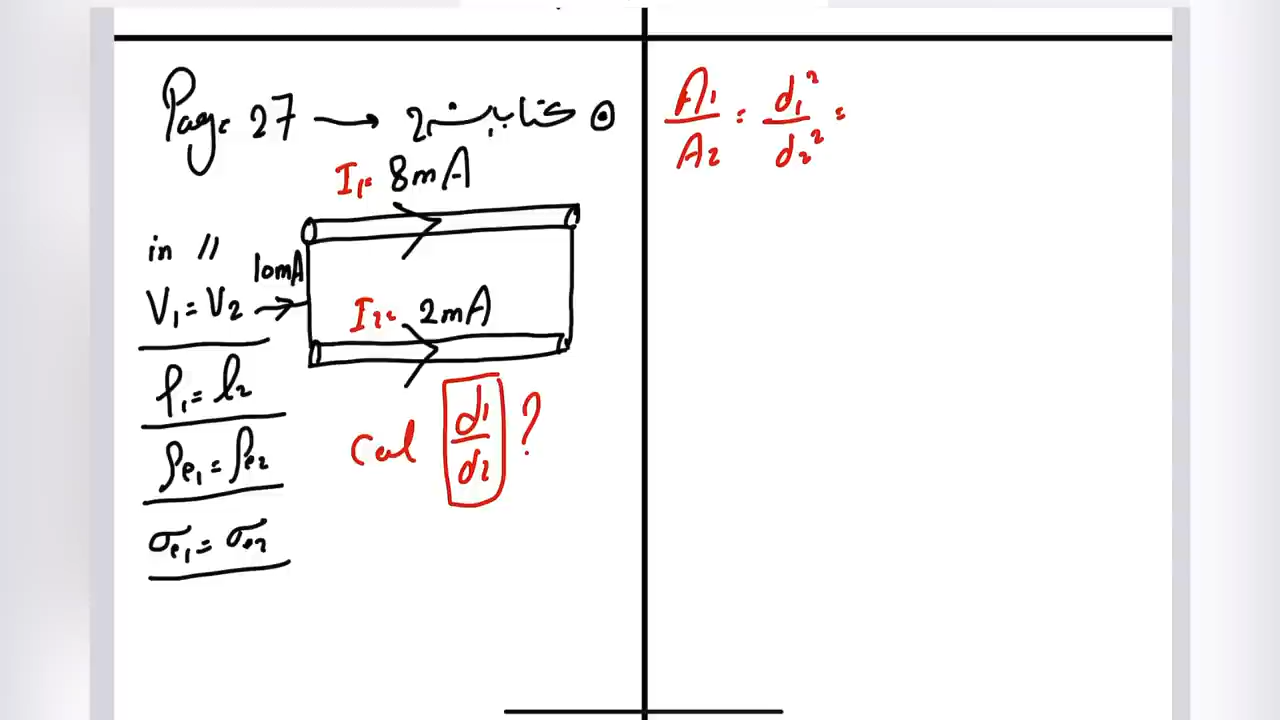 Page 27 → 2
I₁= 8mA
in //
10mA
V₁ = V₂
I₂= 2mA
l₁ = l₂
ρe₁ = ρe₂
σe₁ = σe₂
Cal d₁/d₂ ?
A₁/A₂ = d₁²/d₂² =